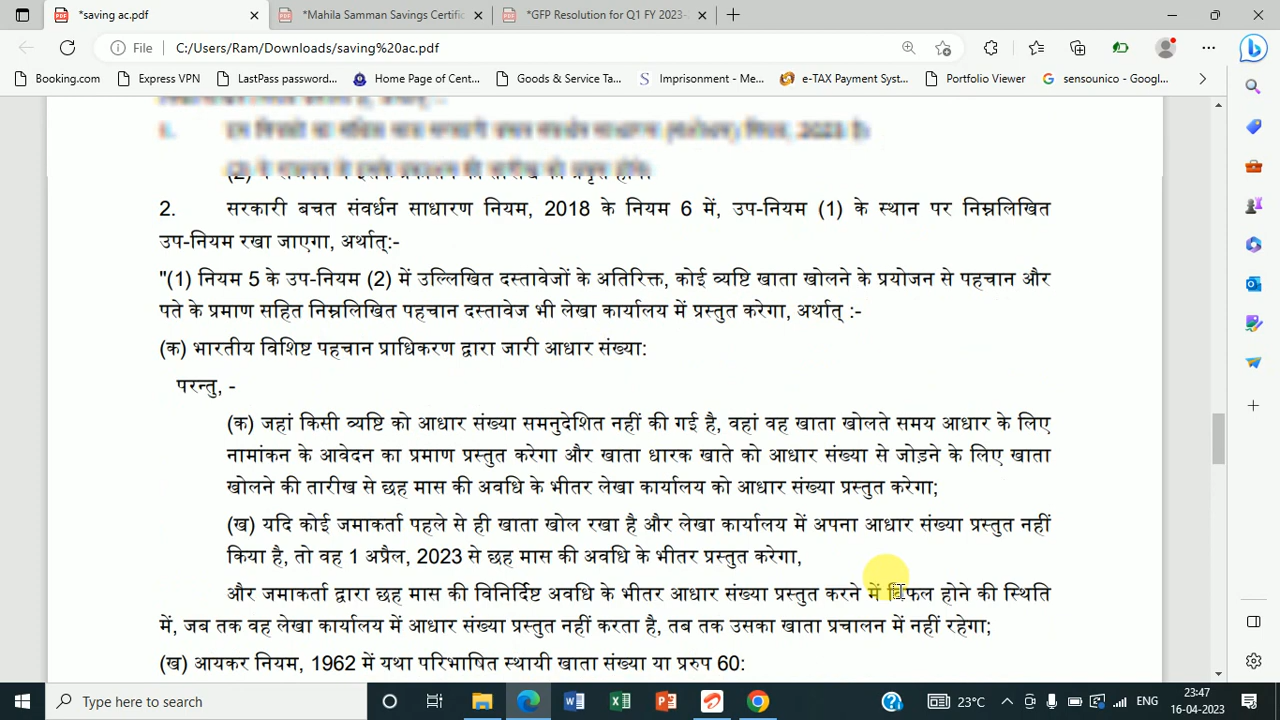 *saving ac.pdf
*Mahila Samman Savings Certific
*GFP Resolution for Q1 FY 2023-
File
C:/Users/Ram/Downloads/saving%20ac.pdf
Booking.com
Express VPN
LastPass password...
Home Page of Cent...
Goods & Service Ta...
Imprisonment - Me...
e-TAX Payment Syst...
Portfolio Viewer
sensounico - Googl...
2. सरकारी बचत संवर्धन साधारण नियम, 2018 के नियम 6 में, उप-नियम (1) के स्थान पर निम्नलिखित
उप-नियम रखा जाएगा, अर्थात्:-
"(1) नियम 5 के उप-नियम (2) में उल्लिखित दस्तावेजों के अतिरिक्त, कोई व्यष्टि खाता खोलने के प्रयोजन से पहचान और
पते के प्रमाण सहित निम्नलिखित पहचान दस्तावेज भी लेखा कार्यालय में प्रस्तुत करेगा, अर्थात् :-
(क) भारतीय विशिष्ट पहचान प्राधिकरण द्वारा जारी आधार संख्या:
परन्तु, -
(क) जहां किसी व्यष्टि को आधार संख्या समनुदेशित नहीं की गई है, वहां वह खाता खोलते समय आधार के लिए
नामांकन के आवेदन का प्रमाण प्रस्तुत करेगा और खाता धारक खाते को आधार संख्या से जोड़ने के लिए खाता
खोलने की तारीख से छह मास की अवधि के भीतर लेखा कार्यालय को आधार संख्या प्रस्तुत करेगा;
(ख) यदि कोई जमाकर्ता पहले से ही खाता खोल रखा है और लेखा कार्यालय में अपना आधार संख्या प्रस्तुत नहीं
किया है, तो वह 1 अप्रैल, 2023 से छह मास की अवधि के भीतर प्रस्तुत करेगा,
और जमाकर्ता द्वारा छह मास की विनिर्दिष्ट अवधि के भीतर आधार संख्या प्रस्तुत करने में विफल होने की स्थिति
में, जब तक वह लेखा कार्यालय में आधार संख्या प्रस्तुत नहीं करता है, तब तक उसका खाता प्रचालन में नहीं रहेगा;
(ख) आयकर नियम, 1962 में यथा परिभाषित स्थायी खाता संख्या या प्ररुप 60:
Type here to search
23°C
ENG
23:47
16-04-2023